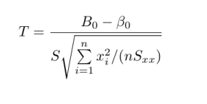 T = \frac{B_0 - \beta_0}{S\sqrt{\sum_{i=1}^{n} x_i^2/(nS_{xx})}}